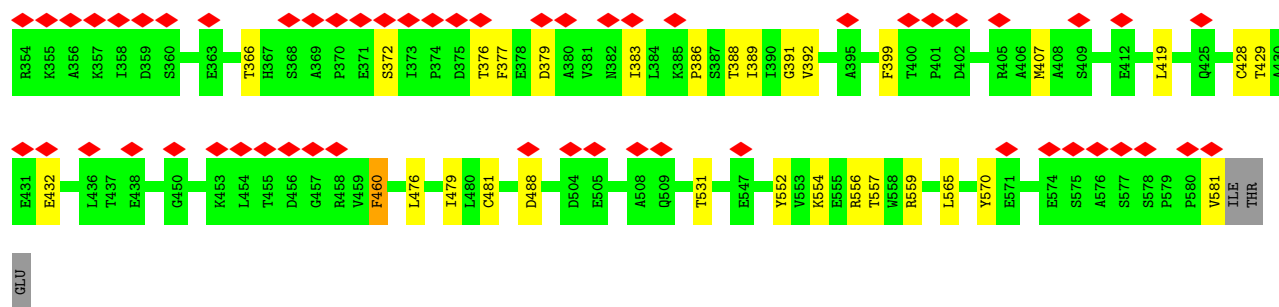 R354 K355 A356 K357 I358 D359 S360 E363 T366 H367 S368 A369 P370 E371 S372 I373 P374 D375 T376 F377 E378 D379 A380 V381 N382 I383 L384 K385 P386 S387 T388 I389 I390 G391 V392 A395 F399 T400 P401 D402 R405 A406 M407 A408 S409 E412 L419 Q425 C428 T429 A430
E431 E432 L436 T437 E438 G450 K453 L454 T455 D456 G457 R458 V459 F460 L476 I479 L480 C481 D488 D504 E505 A508 Q509 T531 E547 Y552 V553 K554 E555 R556 T557 W558 R559 L565 Y570 E571 E574 S575 A576 S577 S578 P579 P580 V581 ILE THR
GLU